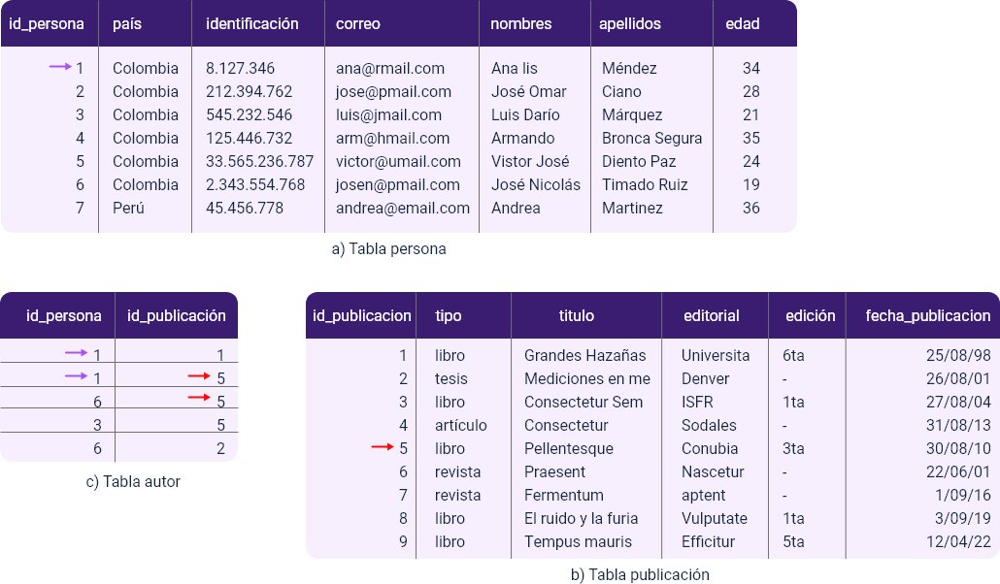 id_persona país identificación correo nombres apellidos edad
1 Colombia 8.127.346 ana@rmail.com Ana lis Méndez 34
2 Colombia 212.394.762 jose@pmail.com José Omar Ciano 28
3 Colombia 545.232.546 luis@jmail.com Luis Darío Márquez 21
4 Colombia 125.446.732 arm@hmail.com Armando Bronca Segura 35
5 Colombia 33.565.236.787 victor@umail.com Vistor José Diento Paz 24
6 Colombia 2.343.554.768 josen@pmail.com José Nicolás Timado Ruiz 19
7 Perú 45.456.778 andrea@email.com Andrea Martinez 36
a) Tabla persona
id_persona id_publicación
1 1
1 5
6 5
3 5
6 2
c) Tabla autor
id_publicacion tipo titulo editorial edición fecha_publicacion
1 libro Grandes Hazañas Universita 6ta 25/08/98
2 tesis Mediciones en me Denver - 26/08/01
3 libro Consectetur Sem ISFR 1ta 27/08/04
4 artículo Consectetur Sodales - 31/08/13
5 libro Pellentesque Conubia 3ta 30/08/10
6 revista Praesent Nascetur - 22/06/01
7 revista Fermentum aptent - 1/09/16
8 libro El ruido y la furia Vulputate 1ta 3/09/19
9 libro Tempus mauris Efficitur 5ta 12/04/22
b) Tabla publicación